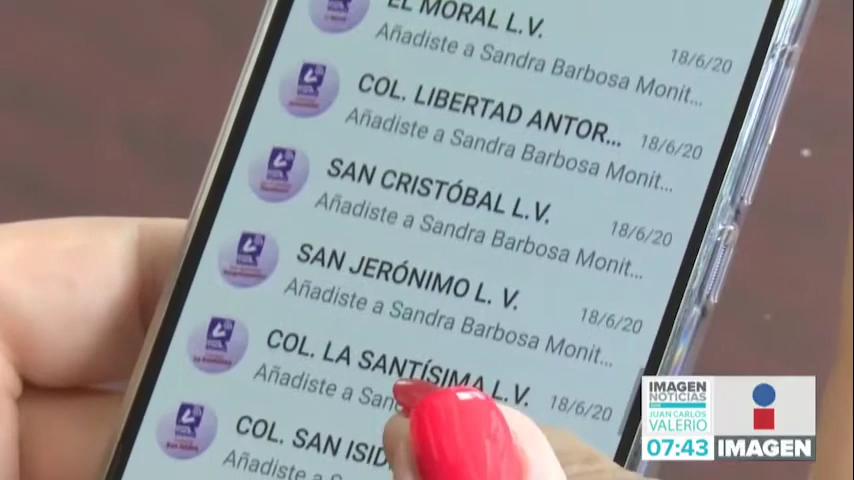 EL MORAL L.V.
Añadiste a Sandra Barbosa Monit...
18/6/20
COL. LIBERTAD ANTOR...
Añadiste a Sandra Barbosa Monit...
18/6/20
SAN CRISTÓBAL L.V.
Añadiste a Sandra Barbosa Monit...
18/6/20
SAN JERÓNIMO L. V.
Añadiste a Sandra Barbosa Monit...
18/6/20
COL. LA SANTÍSIMA L.V.
Añadiste a
18/6/20
COL. SAN
Añadiste a
IMAGEN
NOTICIAS
JUAN CARLOS
VALERIO
07:43
IMAGEN